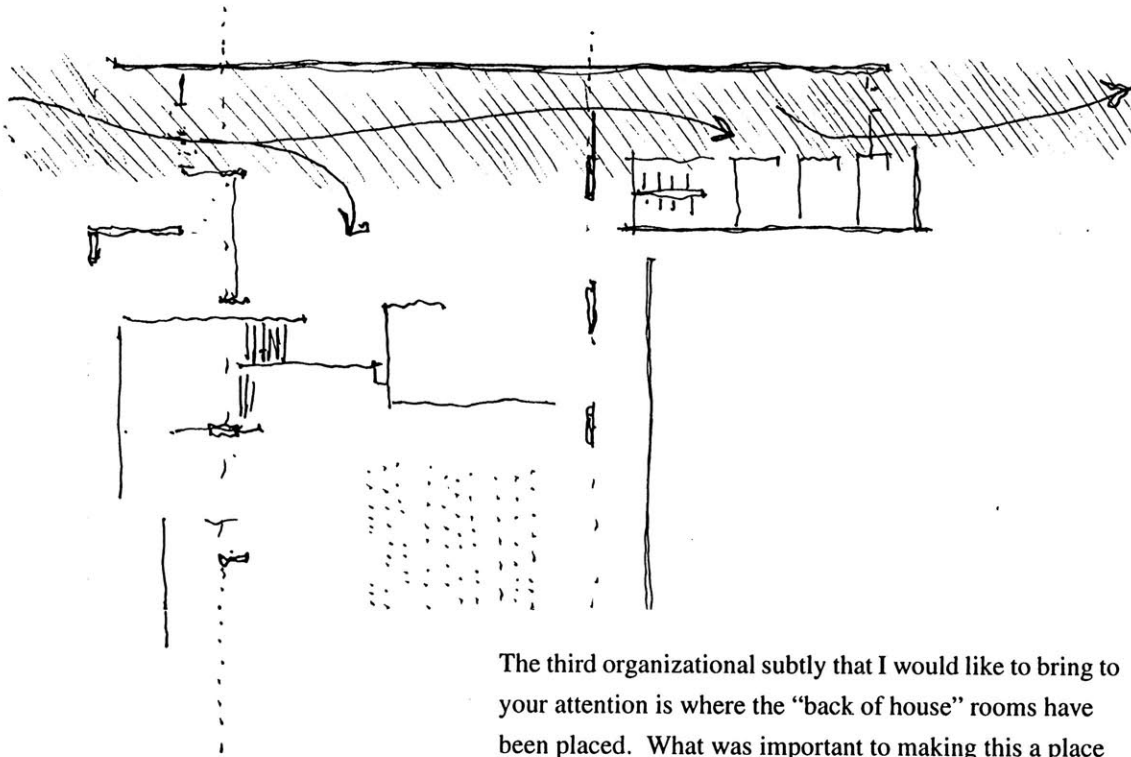 The third organizational subtly that I would like to bring to
your attention is where the “back of house” rooms have
been placed.  What was important to making this a place